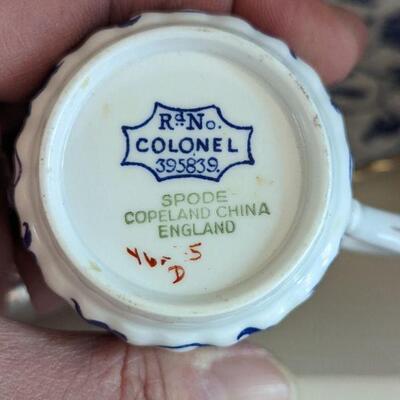 Rd. No.
COLONEL
395839.
SPODE
COPELAND CHINA
ENGLAND
D